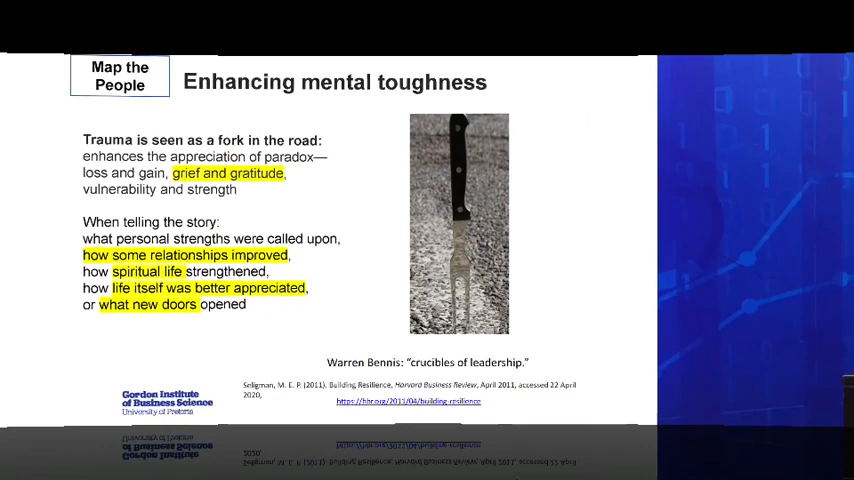 Map the
People
Enhancing mental toughness
Trauma is seen as a fork in the road:
enhances the appreciation of paradox—
loss and gain, grief and gratitude,
vulnerability and strength
When telling the story:
what personal strengths were called upon,
how some relationships improved,
how spiritual life strengthened,
how life itself was better appreciated,
or what new doors opened
Warren Bennis: “crucibles of leadership.”
Seligman, M. E. P. (2011). Building Resilience, Harvard Business Review, April 2011, accessed 22 April
2020,
https://hbr.org/2011/04/building-resilience
Gordon Institute
of Business Science
University of Pretoria